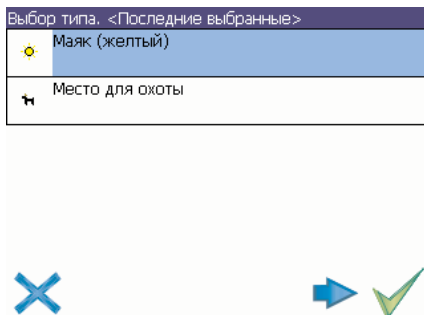 Выбор типа. <Последние выбранные>
Маяк (желтый)
Место для охоты